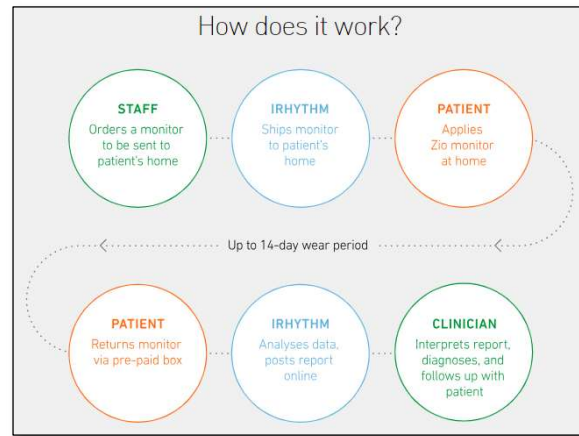 How does it work?
STAFF
Orders a monitor
to be sent to
patient's home
IRHYTHM
Ships monitor
to patient's
home
PATIENT
Applies
Zio monitor
at home
Up to 14-day wear period
PATIENT
Returns monitor
via pre-paid box
IRHYTHM
Analyses data,
posts report
online
CLINICIAN
Interprets report,
diagnoses, and
follows up with
patient